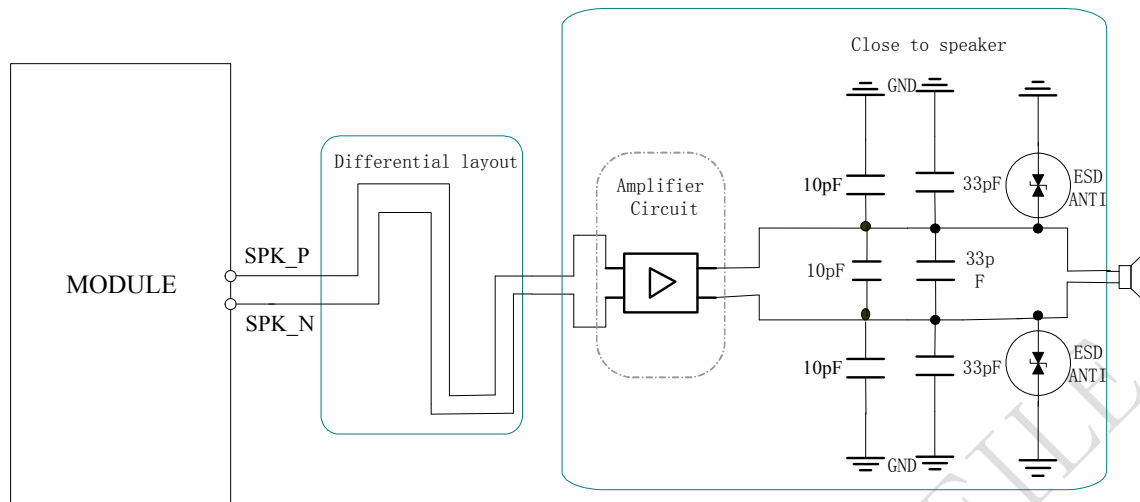 Close to speaker
GND
Differential layout
Amplifier
Circuit
10pF
33pF
ESD
ANTI
SPK_P
MODULE
10pF
33p
F
SPK_N
10pF
33pF
ESD
ANTI
GND